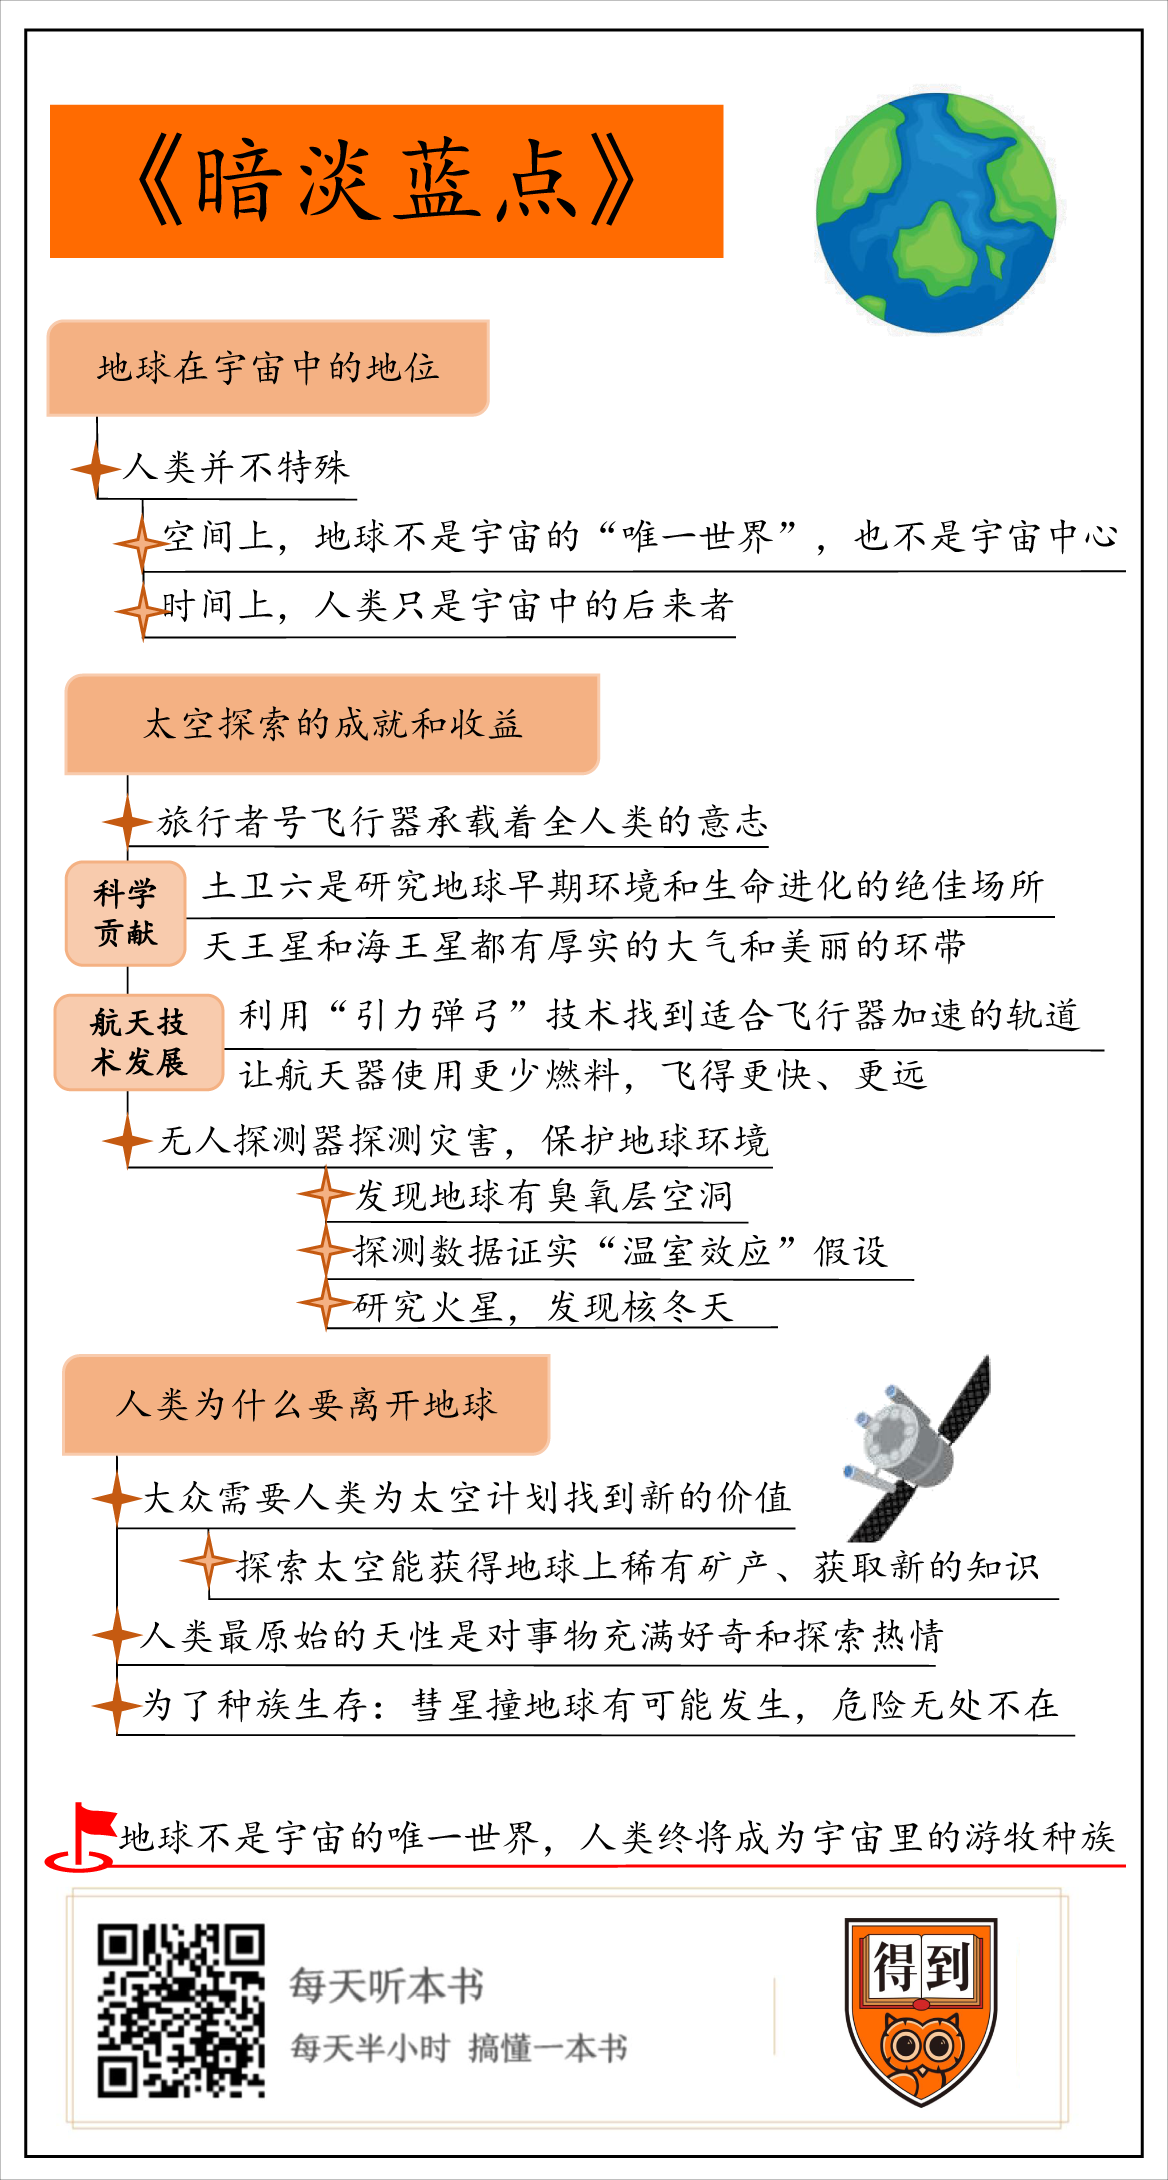 《暗淡蓝点》
地球在宇宙中的地位
人类并不特殊
空间上，地球不是宇宙的“唯一世界”，也不是宇宙中心
时间上，人类只是宇宙中的后来者
太空探索的成就和收益
旅行者号飞行器承载着全人类的意志
科学
贡献
土卫六是研究地球早期环境和生命进化的绝佳场所
天王星和海王星都有厚实的大气和美丽的环带
航天技
术发展
利用“引力弹弓”技术找到适合飞行器加速的轨道
让航天器使用更少燃料，飞得更快、更远
无人探测器探测灾害，保护地球环境
发现地球有臭氧层空洞
探测数据证实“温室效应”假设
研究火星，发现核冬天
人类为什么要离开地球
大众需要人类为太空计划找到新的价值
探索太空能获得地球上稀有矿产、获取新的知识
人类最原始的天性是对事物充满好奇和探索热情
为了种族生存：彗星撞地球有可能发生，危险无处不在
地球不是宇宙的唯一世界，人类终将成为宇宙里的游牧种族
每天听本书
每天半小时 搞懂一本书
得到